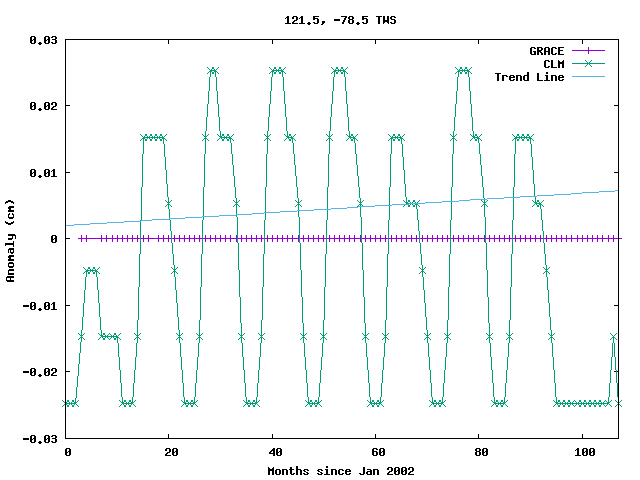 121.5, -78.5 TWS
GRACE
CLM
Trend Line
0.03
0.02
0.01
0
-0.01
-0.02
-0.03
Anomaly (cm)
0 20 40 60 80 100
Months since Jan 2002